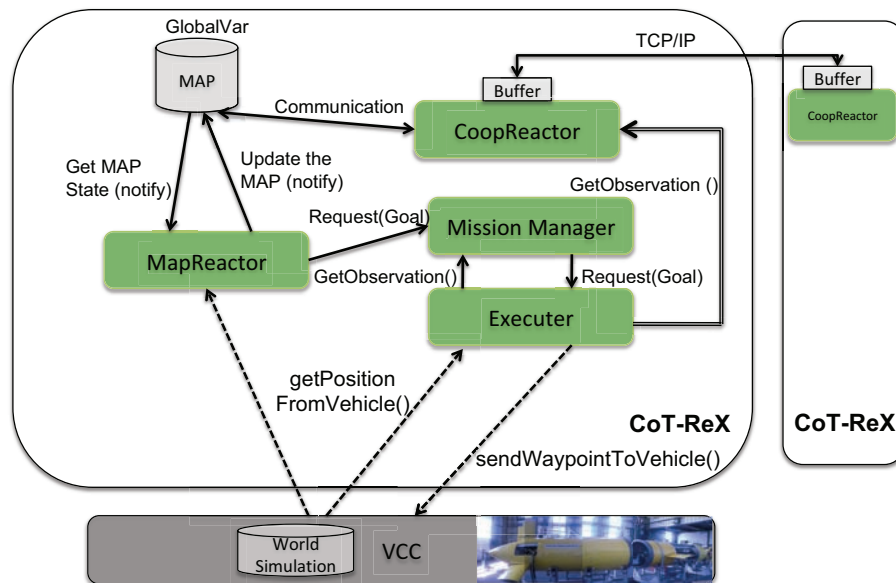 GlobalVar
MAP
TCP/IP
Buffer
Buffer
Communication
CoopReactor
CoopReactor
Get MAP
State (notify)
Update the
MAP (notify)
GetObservation ()
Request(Goal)
Mission Manager
MapReactor
GetObservation()
Request(Goal)
Executer
getPosition
FromVehicle()
CoT-ReX
CoT-ReX
sendWaypointToVehicle()
World
Simulation
VCC